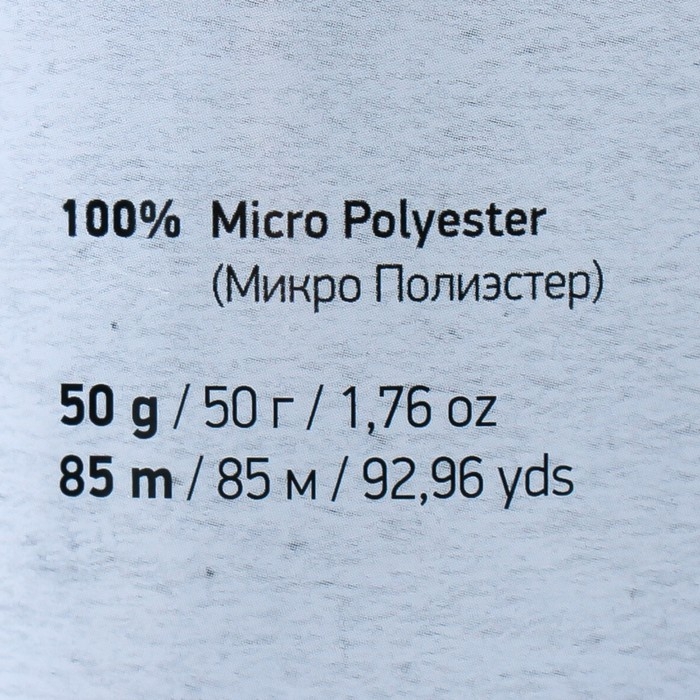 100% Micro Polyester
(Микро Полиэстер)
50 g / 50 г / 1,76 oz
85 m / 85 м / 92,96 yds